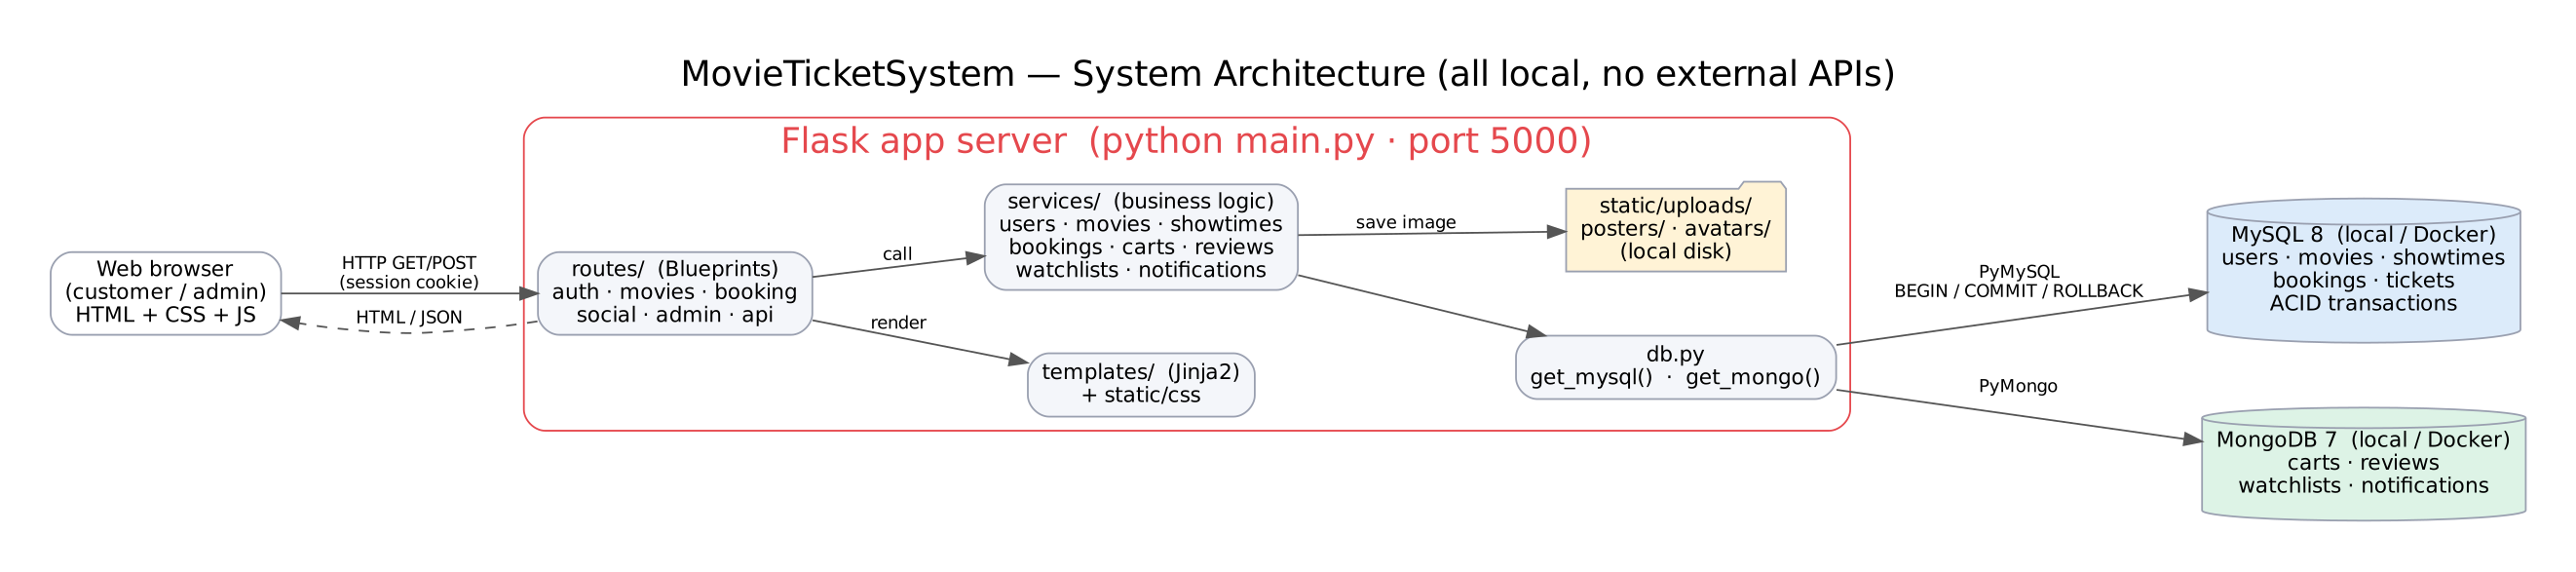 MovieTicketSystem — System Architecture (all local, no external APIs)
Flask app server  (python main.py · port 5000)
Web browser
(customer / admin)
HTML + CSS + JS
HTTP GET/POST
(session cookie)
HTML / JSON
routes/  (Blueprints)
auth · movies · booking
social · admin · api
call
render
services/  (business logic)
users · movies · showtimes
bookings · carts · reviews
watchlists · notifications
templates/  (Jinja2)
+ static/css
save image
static/uploads/
posters/ · avatars/
(local disk)
db.py
get_mysql()  ·  get_mongo()
PyMySQL
BEGIN / COMMIT / ROLLBACK
PyMongo
MySQL 8  (local / Docker)
users · movies · showtimes
bookings · tickets
ACID transactions
MongoDB 7  (local / Docker)
carts · reviews
watchlists · notifications